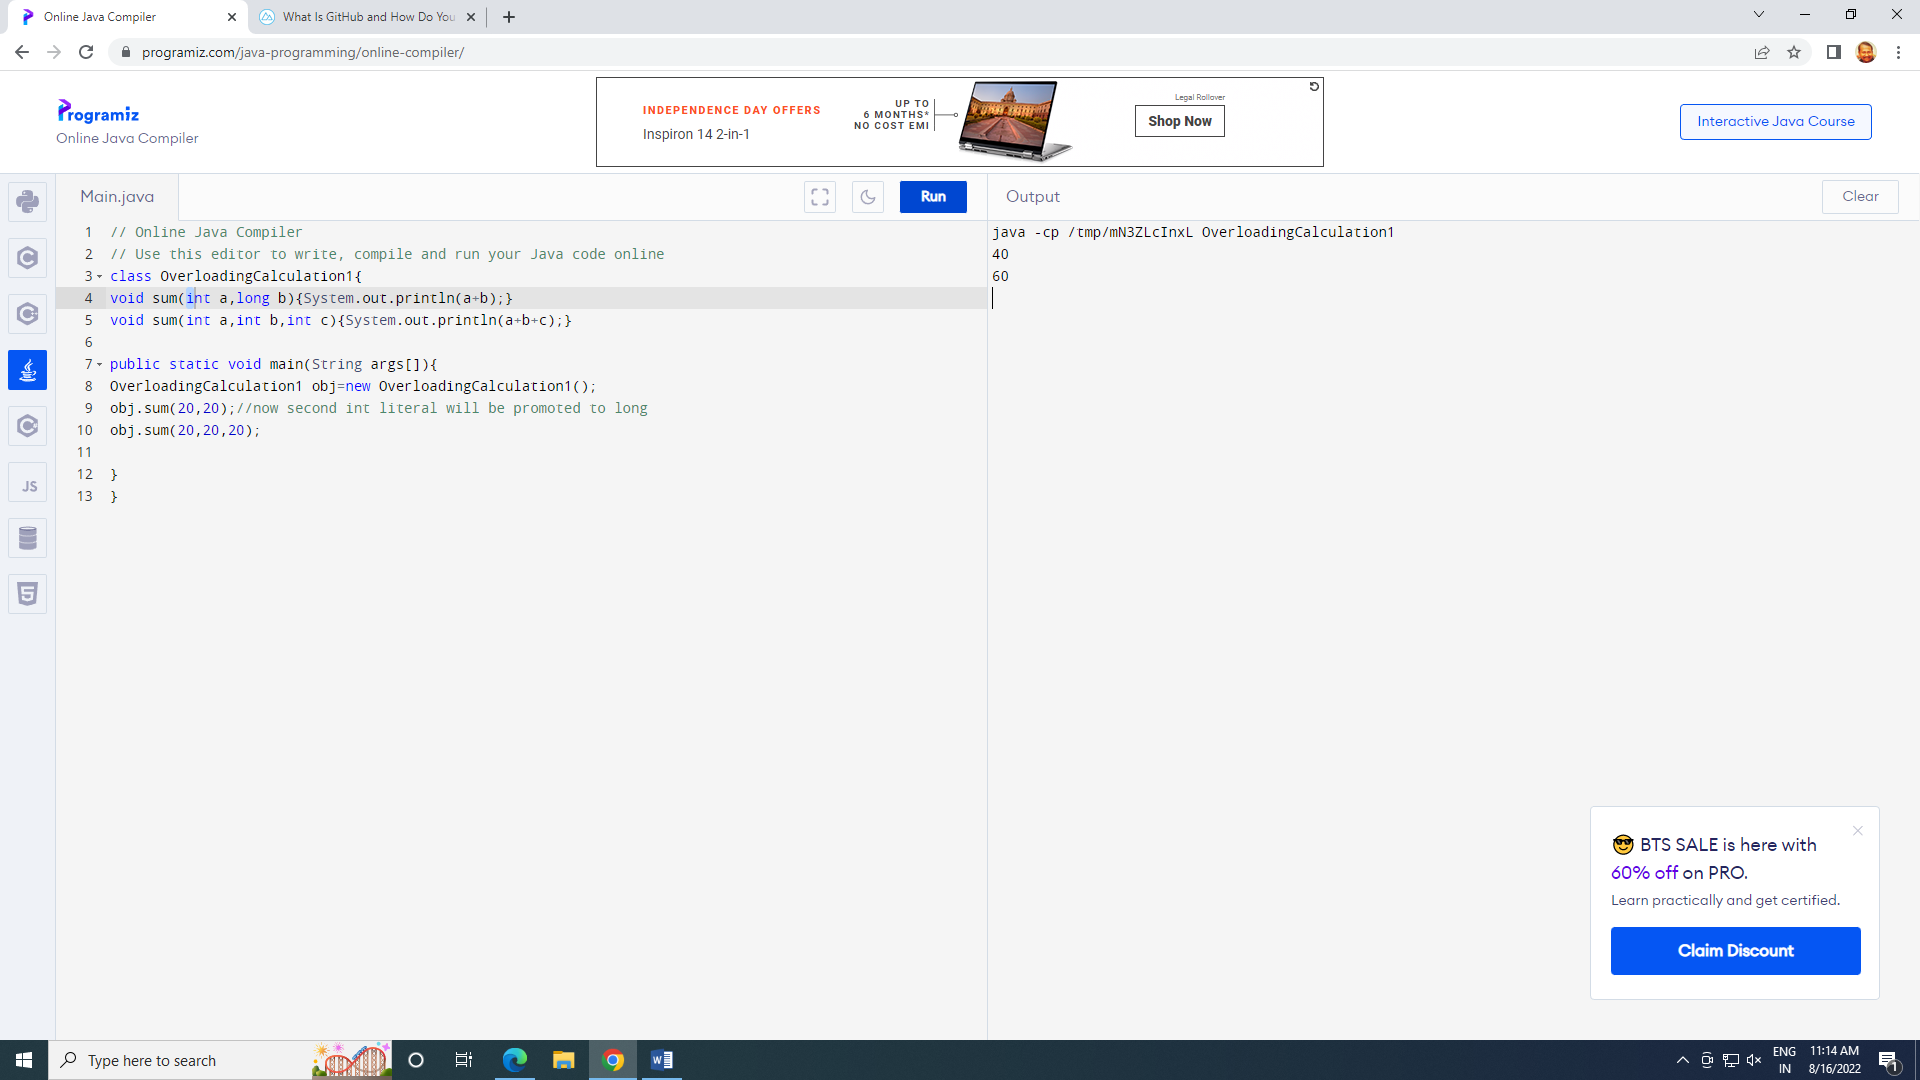 Online Java Compiler
What Is GitHub and How Do You
programiz.com/java-programming/online-compiler/
Programiz
Online Java Compiler
INDEPENDENCE DAY OFFERS
Inspiron 14 2-in-1
UP TO
6 MONTHS*
NO COST EMI
Legal Rollover
Shop Now
Interactive Java Course
Main.java
Run
Output
Clear
1 // Online Java Compiler
2 // Use this editor to write, compile and run your Java code online
3 class OverloadingCalculation1{
4 void sum(int a,long b){System.out.println(a+b);}
5 void sum(int a,int b,int c){System.out.println(a+b+c);}
6
7 public static void main(String args[]){
8 OverloadingCalculation1 obj=new OverloadingCalculation1();
9 obj.sum(20,20);//now second int literal will be promoted to long
10 obj.sum(20,20,20);
11
12 }
13 }
java -cp /tmp/mN3ZLcInxL OverloadingCalculation1
40
60
JS
😎 BTS SALE is here with
60% off on PRO.
Learn practically and get certified.
Claim Discount
Type here to search
ENG
IN
11:14 AM
8/16/2022
1